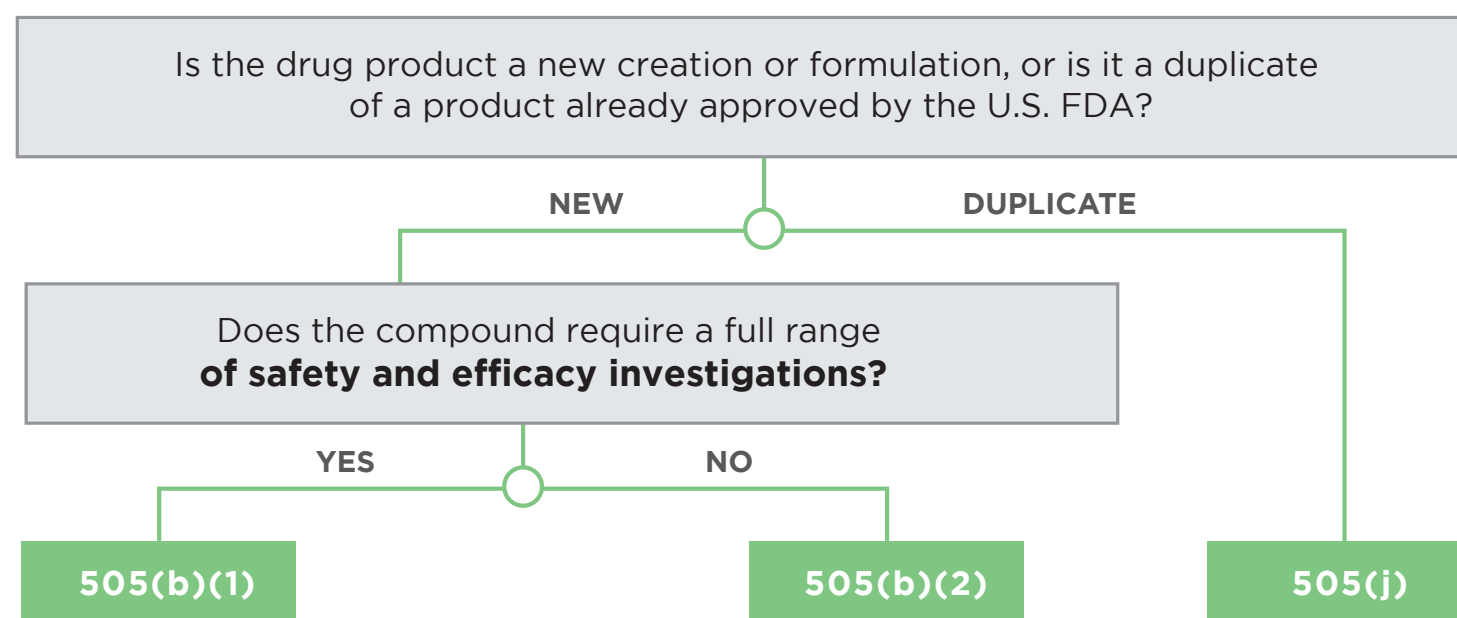 Is the drug product a new creation or formulation, or is it a duplicate
of a product already approved by the U.S. FDA?
NEW
DUPLICATE
Does the compound require a full range
of safety and efficacy investigations?
YES
NO
505(b)(1)
505(b)(2)
505(j)